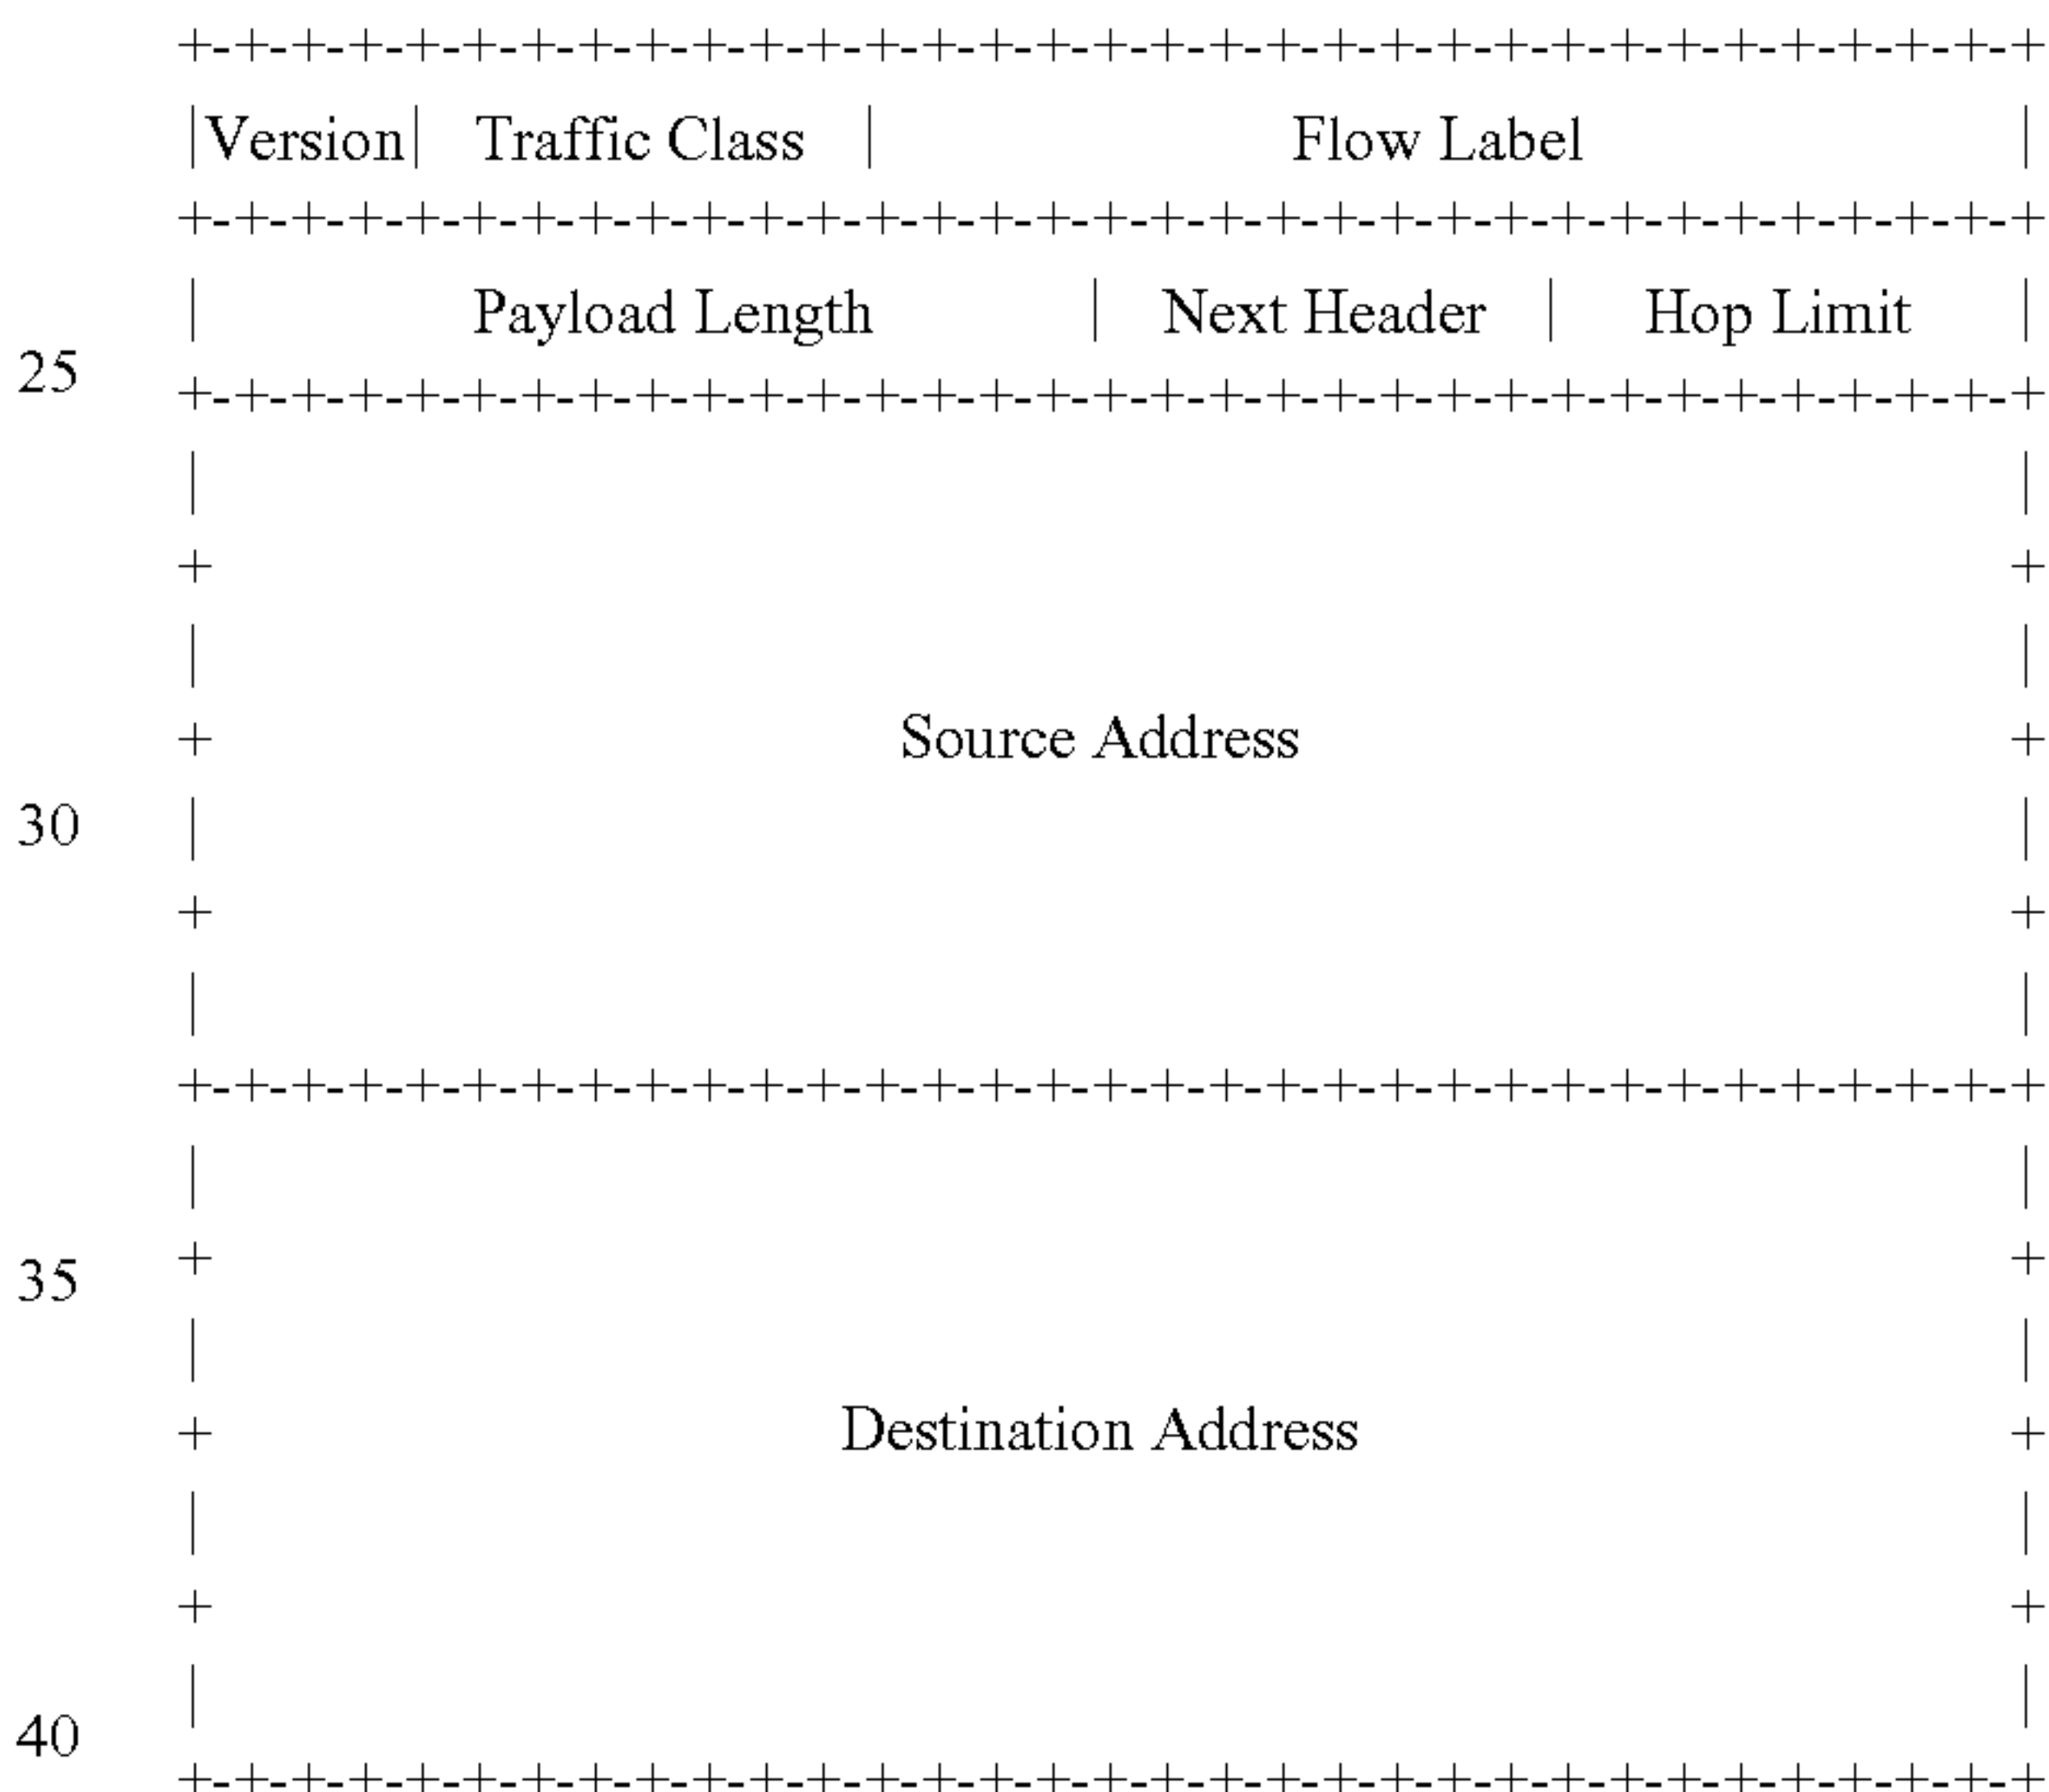 +-+-+-+-+-+-+-+-+-+-+-+-+-+-+-+-+-+-+-+-+-+-+-+-+-+-+-+-+-+-+-+-+
|Version| Traffic Class | Flow Label |
+-+-+-+-+-+-+-+-+-+-+-+-+-+-+-+-+-+-+-+-+-+-+-+-+-+-+-+-+-+-+-+-+
| Payload Length | Next Header | Hop Limit |
25 +-+-+-+-+-+-+-+-+-+-+-+-+-+-+-+-+-+-+-+-+-+-+-+-+-+-+-+-+-+-+-+-+
| |
+ +
| |
+ Source Address +
30 | |
+ +
| |
+-+-+-+-+-+-+-+-+-+-+-+-+-+-+-+-+-+-+-+-+-+-+-+-+-+-+-+-+-+-+-+-+
| |
35 + +
| |
+ Destination Address +
| |
+ +
40 | |
+-+-+-+-+-+-+-+-+-+-+-+-+-+-+-+-+-+-+-+-+-+-+-+-+-+-+-+-+-+-+-+-+